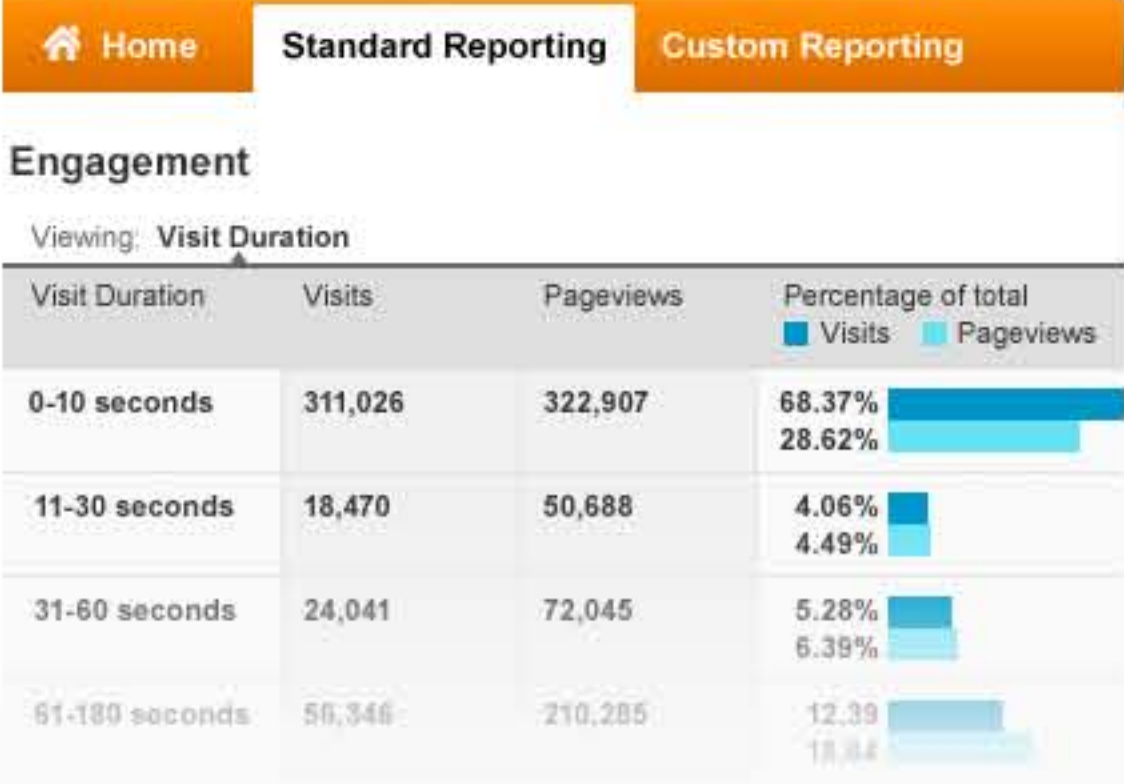 Home Standard Reporting Custom Reporting
Engagement
Viewing: Visit Duration
Visit Duration Visits Pageviews Percentage of total
Visits Pageviews
0-10 seconds 311,026 322,907 68.37%
28.62%
11-30 seconds 18,470 50,688 4.06%
4.49%
31-60 seconds 24,041 72,045 5.28%
6.39%
61-180 seconds 56,346 210,285 12.39